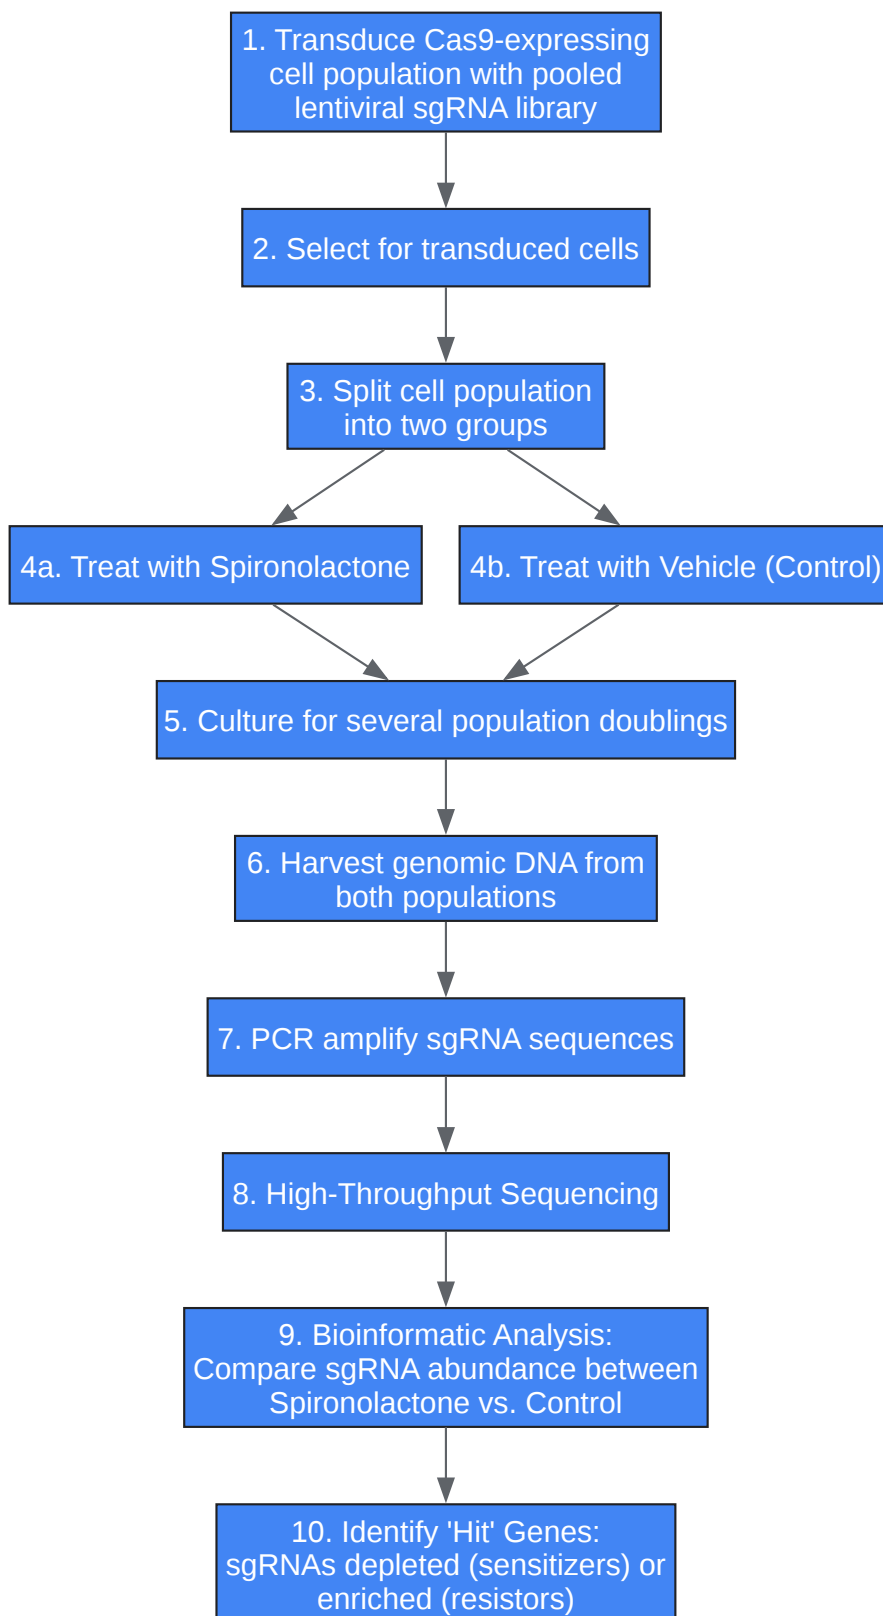 1. Transduce Cas9-expressing
cell population with pooled
lentiviral sgRNA library
2. Select for transduced cells
3. Split cell population
into two groups
4a. Treat with Spironolactone
4b. Treat with Vehicle (Control)
5. Culture for several population doublings
6. Harvest genomic DNA from
both populations
7. PCR amplify sgRNA sequences
8. High-Throughput Sequencing
9. Bioinformatic Analysis:
Compare sgRNA abundance between
Spironolactone vs. Control
10. Identify 'Hit' Genes:
sgRNAs depleted (sensitizers) or
enriched (resistors)